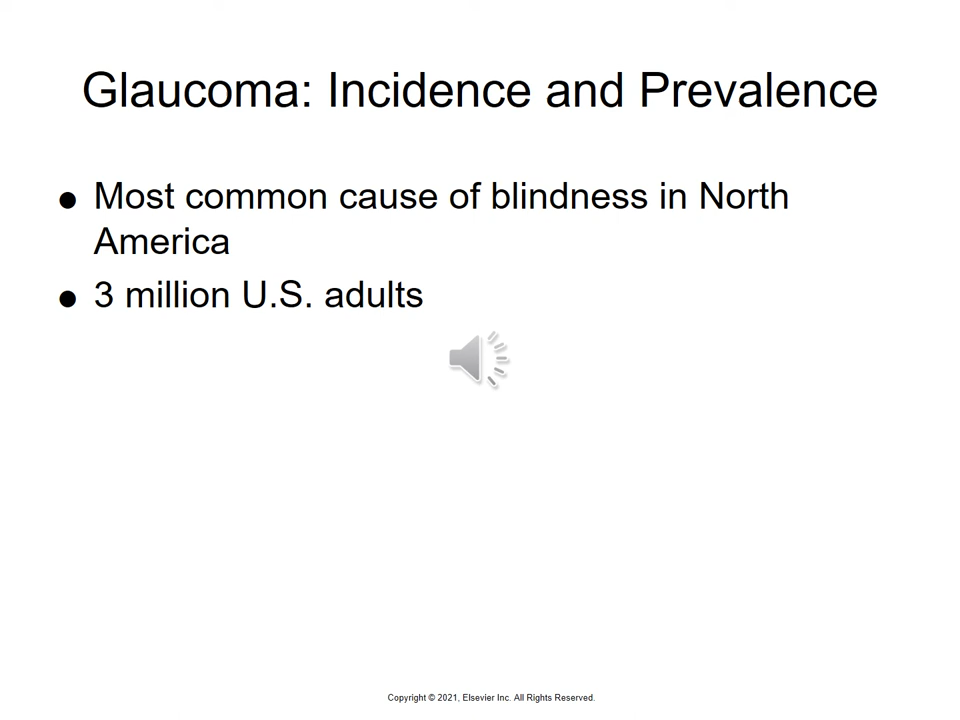 Glaucoma: Incidence and Prevalence
● Most common cause of blindness in North
America
● 3 million U.S. adults
Copyright © 2021, Elsevier Inc. All Rights Reserved.